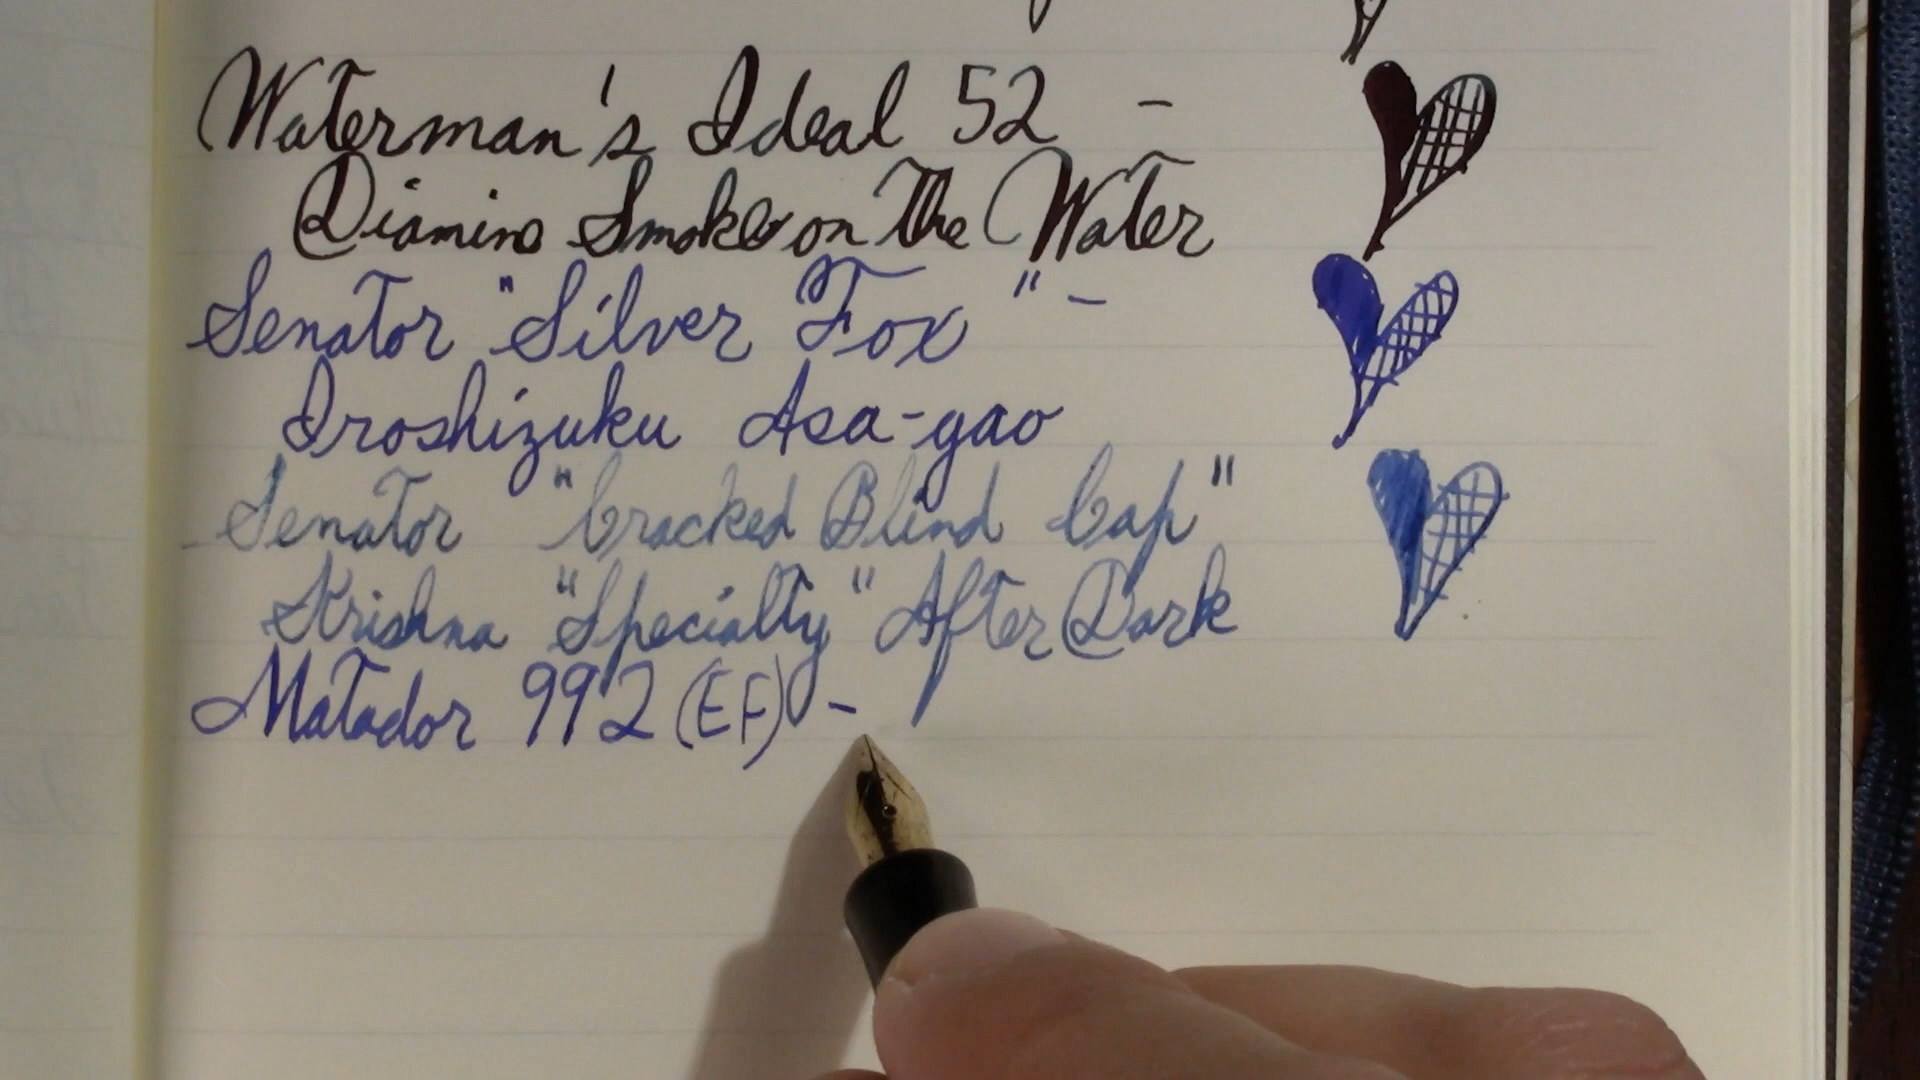 Waterman's Ideal 52 -
Diamine Smoke on The Water
Senator "Silver Fox" -
Iroshizuku Asa-gao
Senator "Cracked Blind Cap"
Krishna "Specialty" After Dark
Matador 992 (EF) -